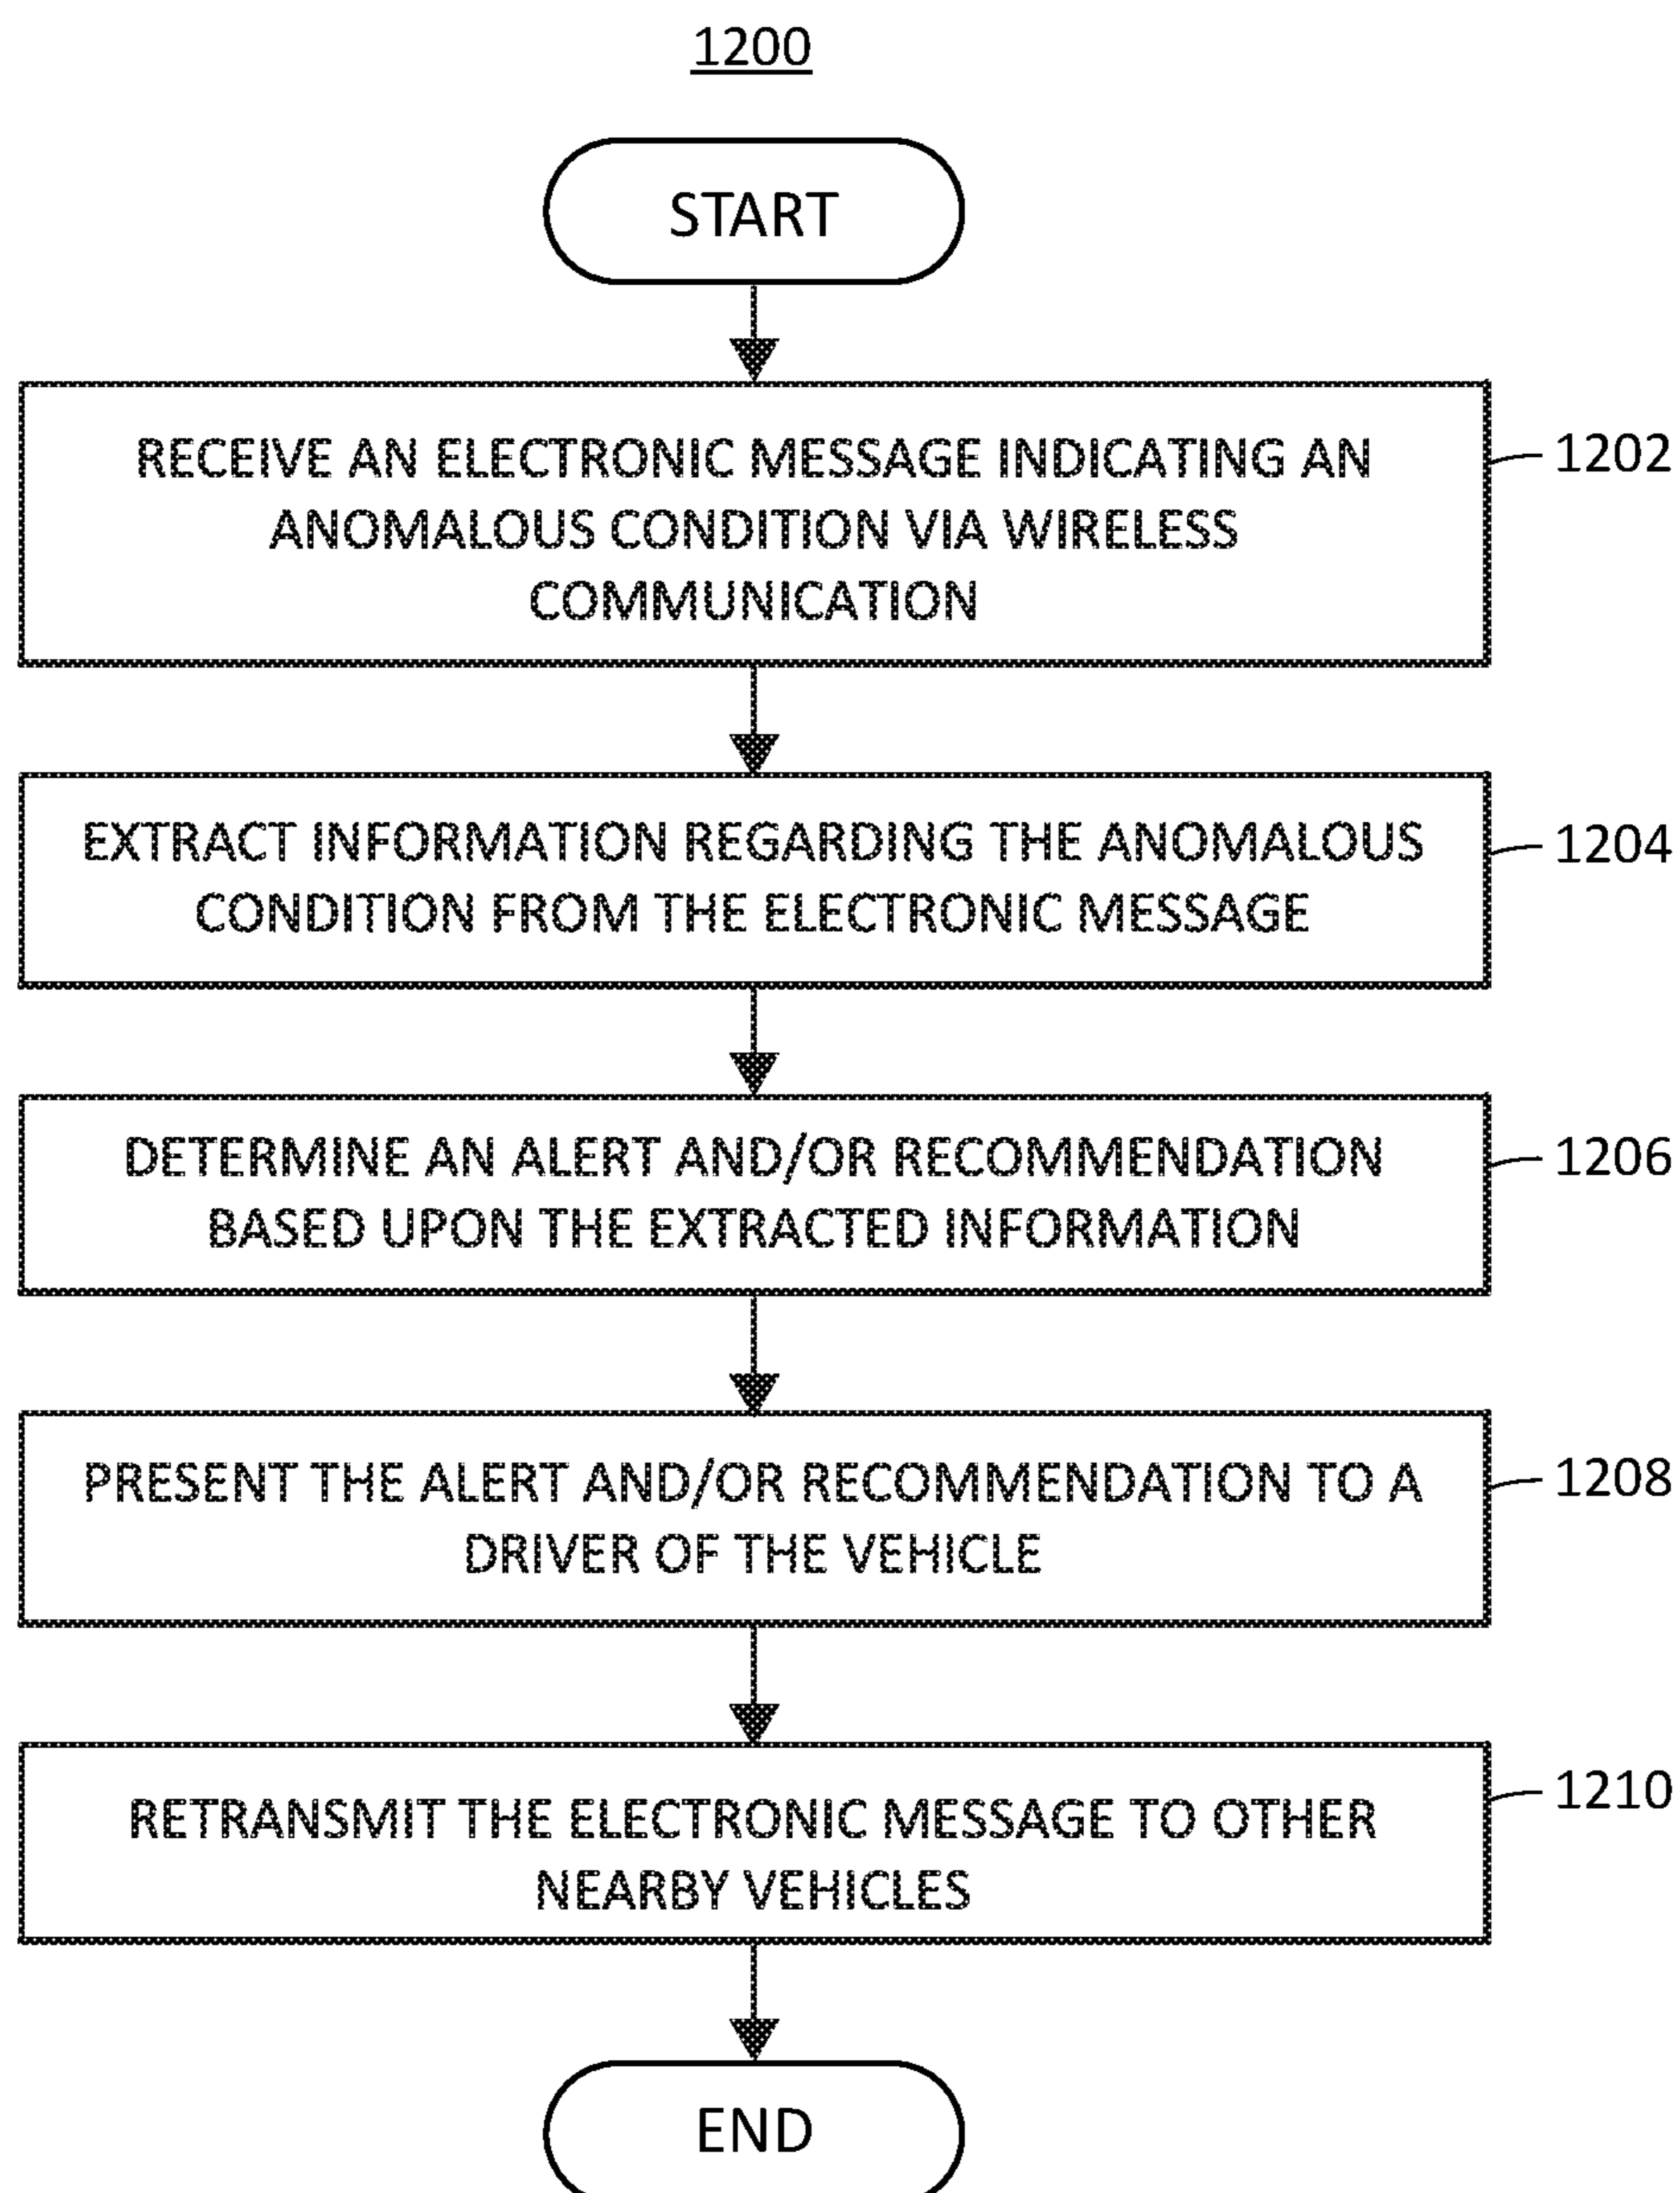 1200
START
RECEIVE AN ELECTRONIC MESSAGE INDICATING AN
ANOMALOUS CONDITION VIA WIRELESS
COMMUNICATION
1202
EXTRACT INFORMATION REGARDING THE ANOMALOUS
CONDITION FROM THE ELECTRONIC MESSAGE
1204
DETERMINE AN ALERT AND/OR RECOMMENDATION
BASED UPON THE EXTRACTED INFORMATION
1206
PRESENT THE ALERT AND/OR RECOMMENDATION TO A
DRIVER OF THE VEHICLE
1208
RETRANSMIT THE ELECTRONIC MESSAGE TO OTHER
NEARBY VEHICLES
1210
END